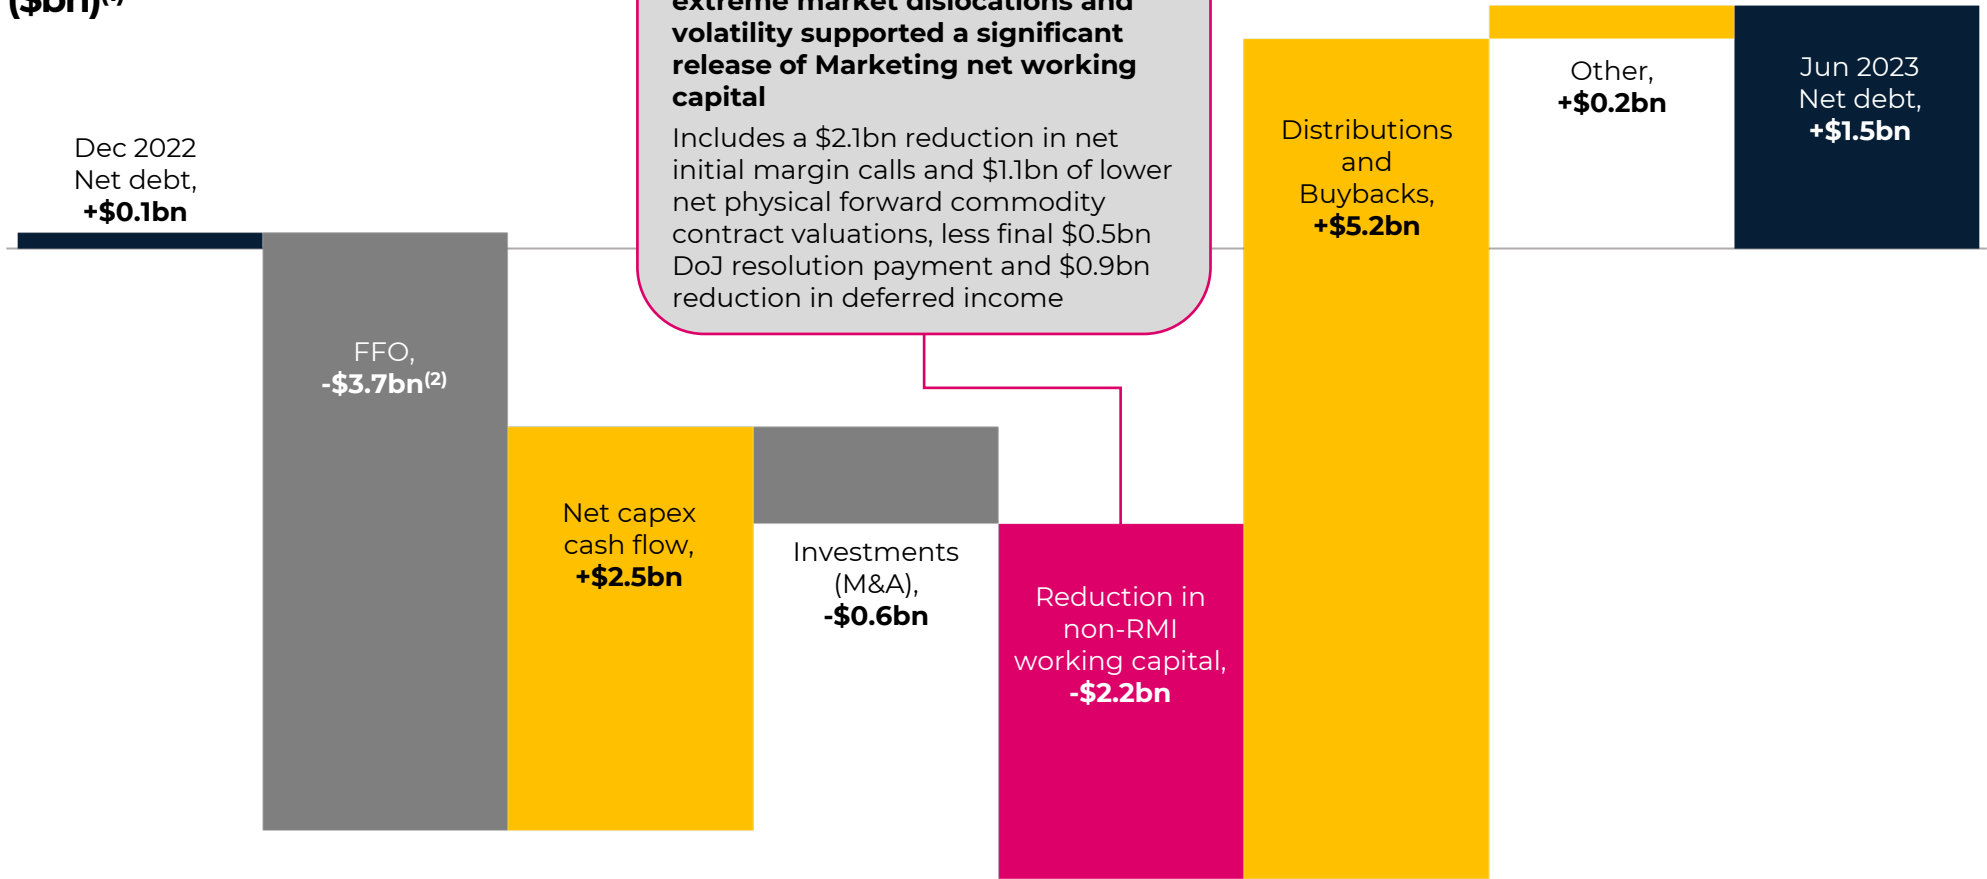 ($bn)⁽¹⁾
extreme market dislocations and
volatility supported a significant
release of Marketing net working
capital
Includes a $2.1bn reduction in net
initial margin calls and $1.1bn of lower
net physical forward commodity
contract valuations, less final $0.5bn
DoJ resolution payment and $0.9bn
reduction in deferred income
Dec 2022
Net debt,
+$0.1bn
FFO,
-$3.7bn⁽²⁾
Net capex
cash flow,
+$2.5bn
Investments
(M&A),
-$0.6bn
Reduction in
non-RMI
working capital,
-$2.2bn
Distributions
and
Buybacks,
+$5.2bn
Other,
+$0.2bn
Jun 2023
Net debt,
+$1.5bn